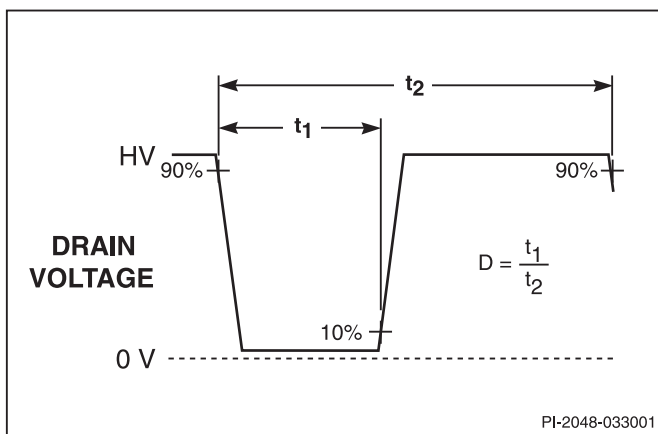 t2
t1
HV
90%
90%
DRAIN
VOLTAGE
D = t1
t2
10%
0 V
PI-2048-033001